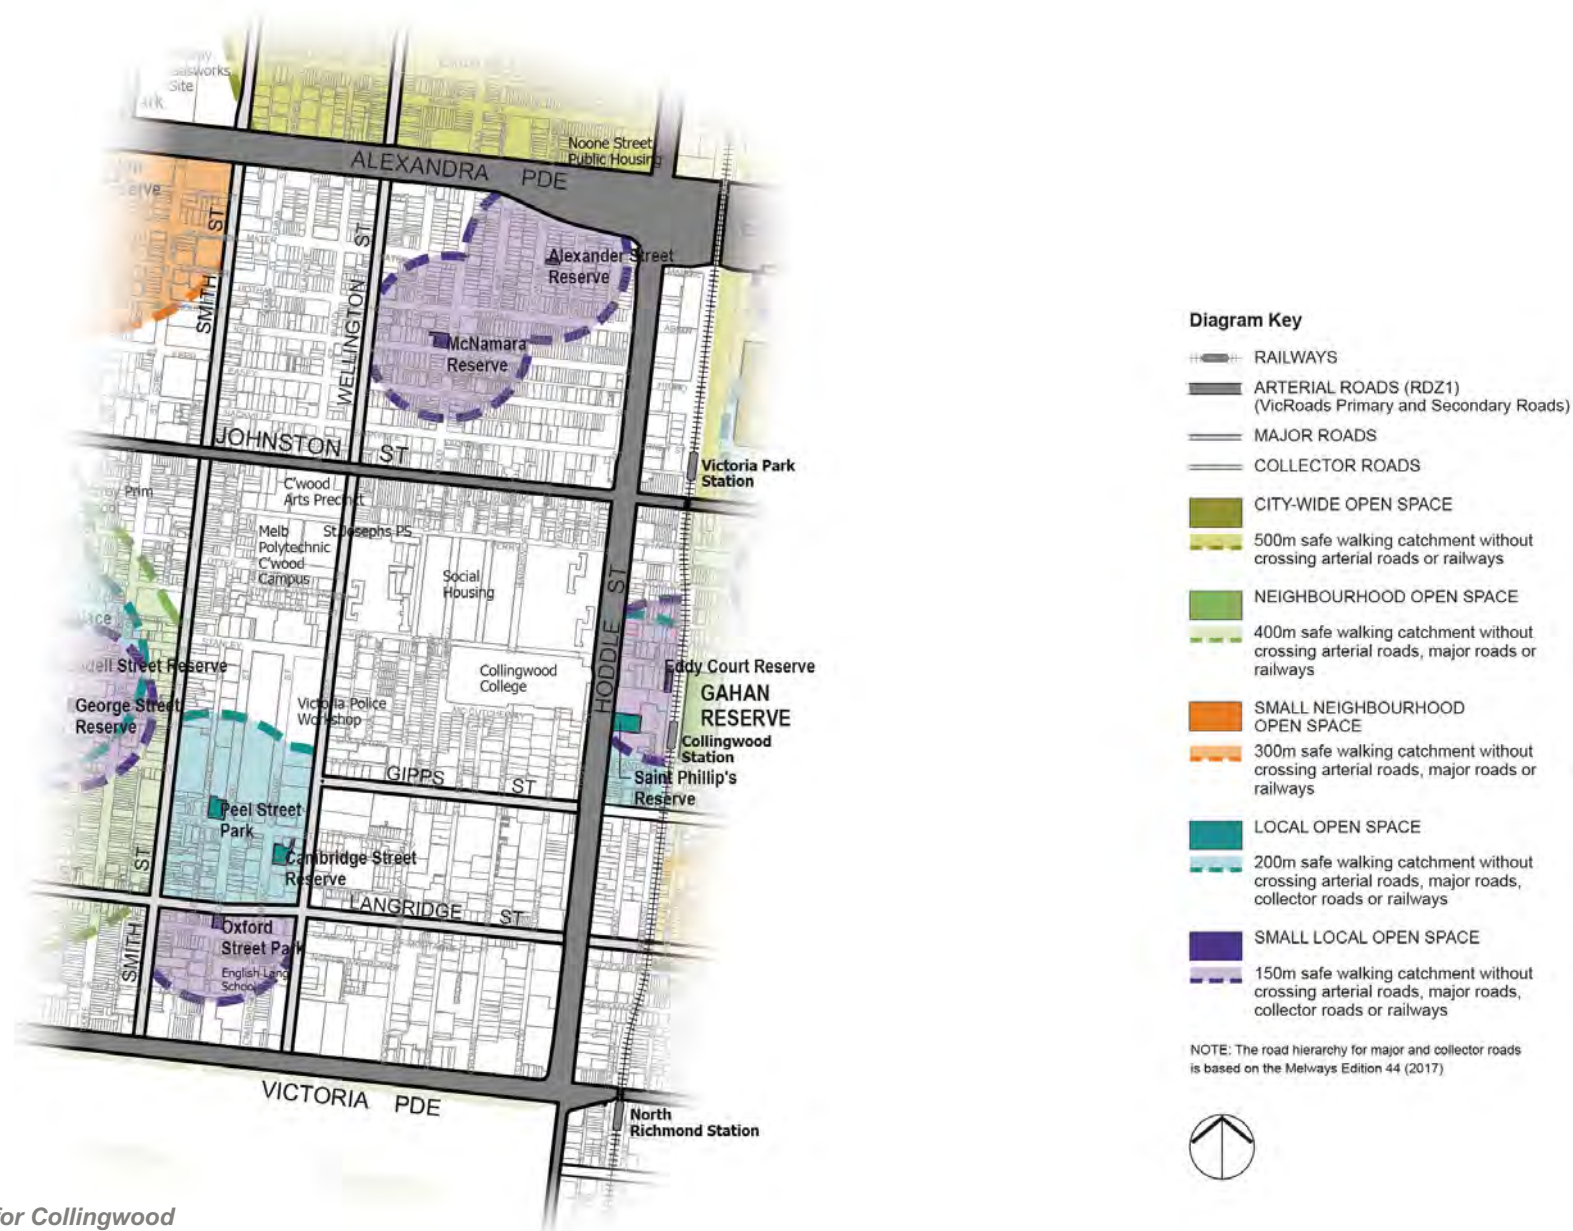 Gasworks
Site
Noone Street
Public Housing
ALEXANDRA PDE
SMITH ST
WELLINGTON ST
Alexander Street
Reserve
McNamara
Reserve
JOHNSTON ST
Victoria Park
Station
C'wood
Arts Precinct
Prim
Melb
Polytechnic
C'wood
Campus
St Josephs PS
Social
Housing
HODDLE ST
Street Reserve
George Street
Reserve
Eddy Court Reserve
GAHAN
RESERVE
Collingwood
College
Victoria Police
Workshop
Collingwood
Station
GIPPS ST
Saint Phillip's
Reserve
Peel Street
Park
Cambridge Street
Reserve
LANGRIDGE ST
Oxford
Street Park
English Lang
School
SMITH ST
VICTORIA PDE
North
Richmond Station
for Collingwood
Diagram Key
RAILWAYS
ARTERIAL ROADS (RDZ1)
(VicRoads Primary and Secondary Roads)
MAJOR ROADS
COLLECTOR ROADS
CITY-WIDE OPEN SPACE
500m safe walking catchment without
crossing arterial roads or railways
NEIGHBOURHOOD OPEN SPACE
400m safe walking catchment without
crossing arterial roads, major roads or
railways
SMALL NEIGHBOURHOOD
OPEN SPACE
300m safe walking catchment without
crossing arterial roads, major roads or
railways
LOCAL OPEN SPACE
200m safe walking catchment without
crossing arterial roads, major roads,
collector roads or railways
SMALL LOCAL OPEN SPACE
150m safe walking catchment without
crossing arterial roads, major roads,
collector roads or railways
NOTE: The road hierarchy for major and collector roads
is based on the Melways Edition 44 (2017)